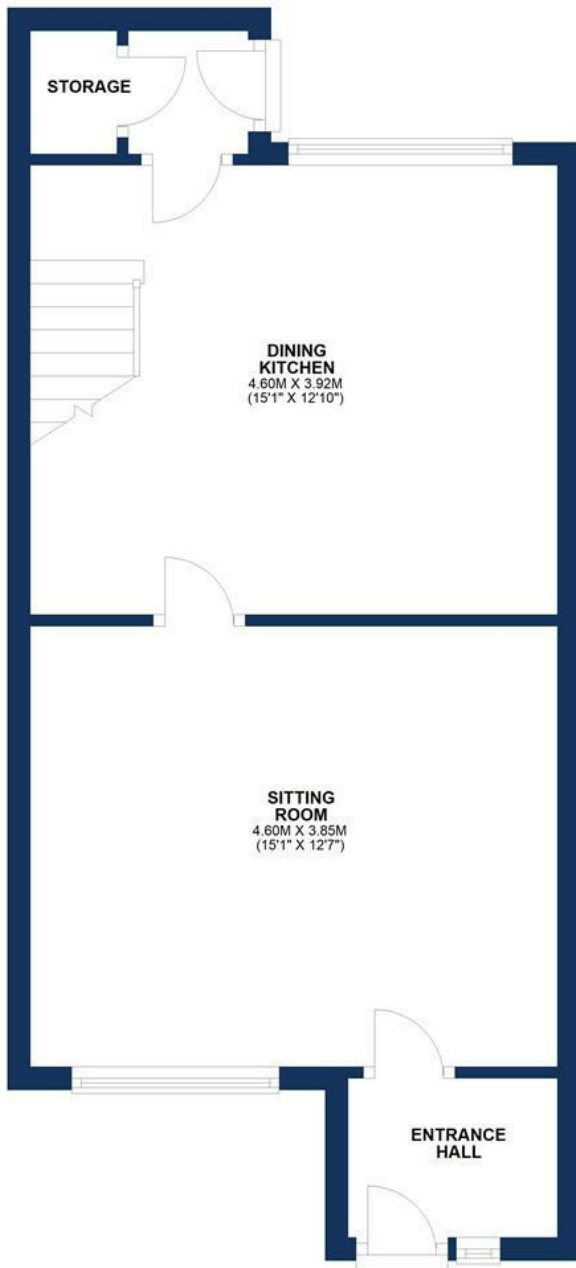 STORAGE
DINING
KITCHEN
4.60M X 3.92M
(15'1" X 12'10")
SITTING
ROOM
4.60M X 3.85M
(15'1" X 12'7")
ENTRANCE
HALL